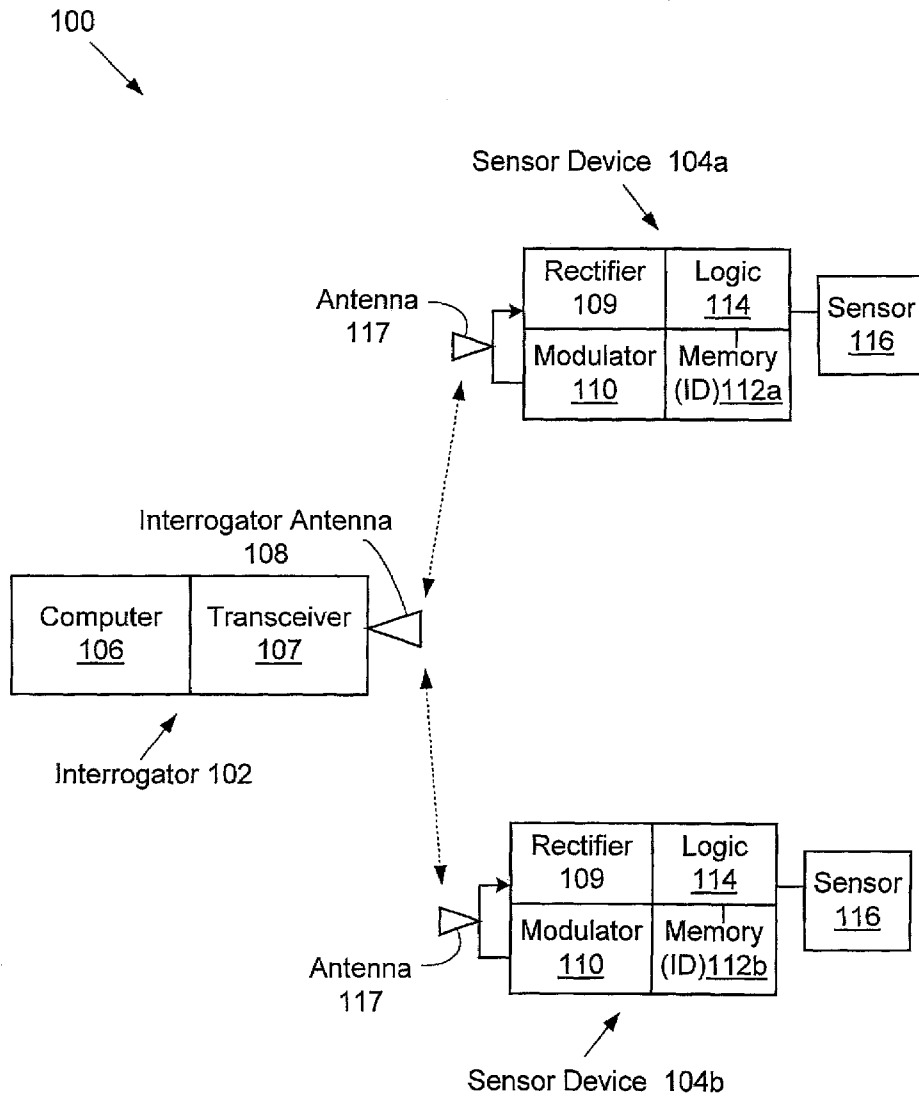 100
Sensor Device 104a
Rectifier
109
Logic
114
Antenna
117
Sensor
116
Modulator
110
Memory
(ID)112a
Interrogator Antenna
108
Computer
106
Transceiver
107
Interrogator 102
Rectifier
109
Logic
114
Sensor
116
Modulator
110
Memory
(ID)112b
Antenna
117
Sensor Device 104b